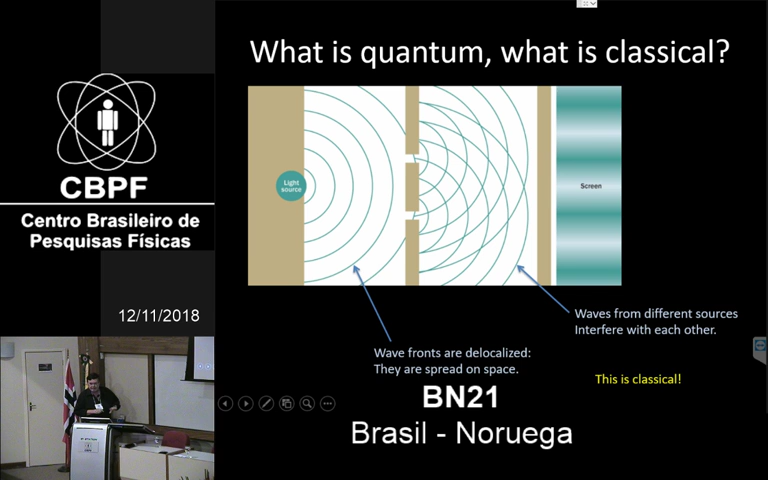 What is quantum, what is classical?
Light
source
Screen
CBPF
Centro Brasileiro de
Pesquisas Físicas
12/11/2018
Waves from different sources
Interfere with each other.
Wave fronts are delocalized:
They are spread on space.
This is classical!
BN21
Brasil - Noruega